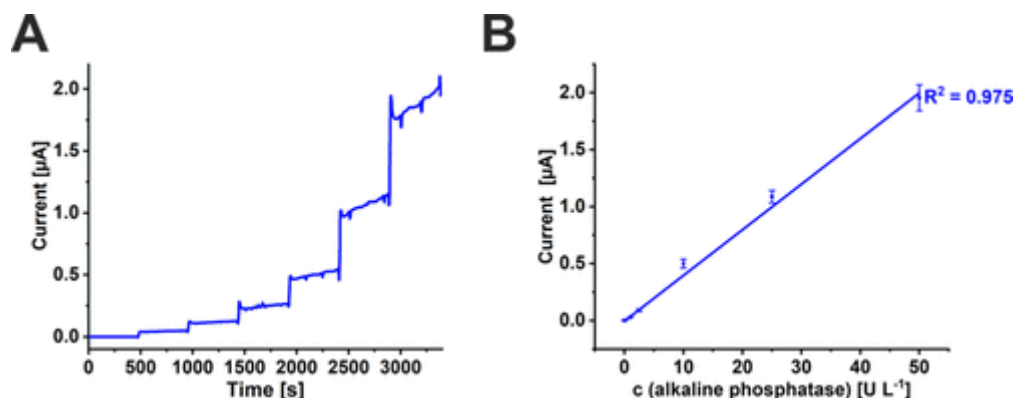 A
Current [µA]
2.0
1.5
1.0
0.5
0.0
0 500 1000 1500 2000 2500 3000
Time [s]
B
Current [µA]
2.0
1.5
1.0
0.5
0.0
R² = 0.975
0 10 20 30 40 50
c (alkaline phosphatase) [U L⁻¹]